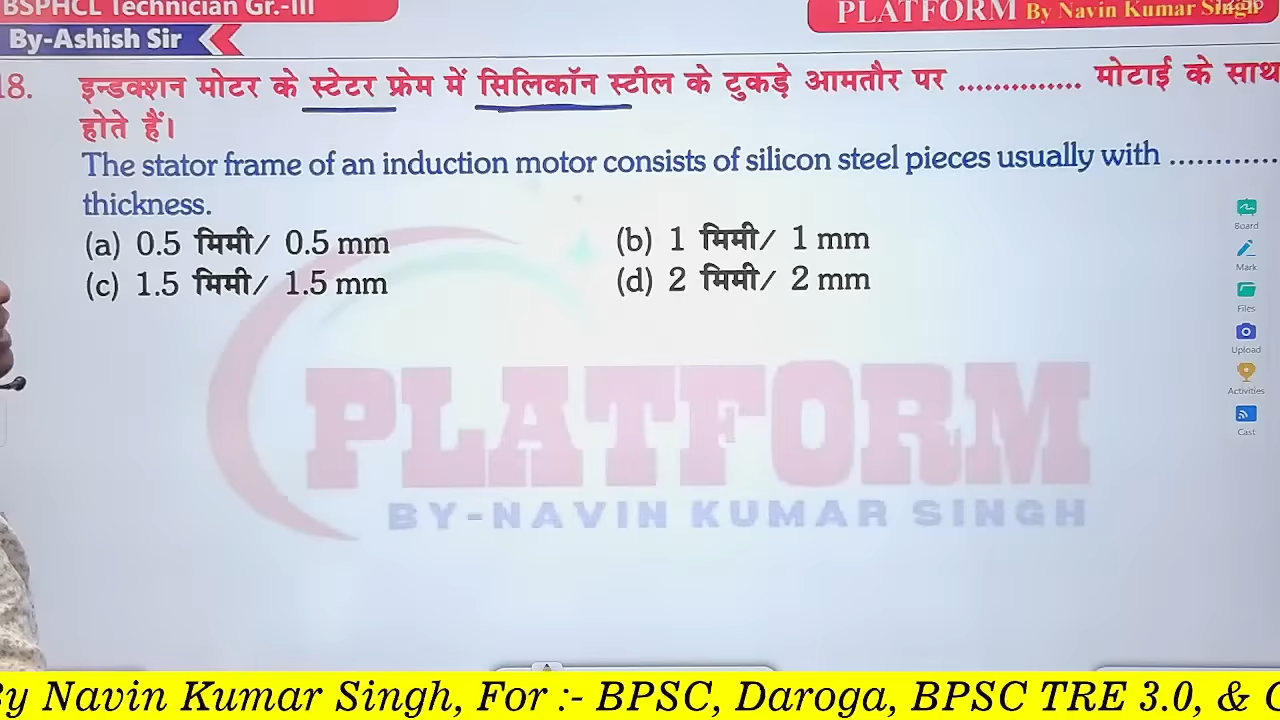 BSPHCL Technician Gr.-III
PLATFORM By Navin Kumar Singh
By-Ashish Sir
18. इन्डक्शन मोटर के स्टेटर फ्रेम में सिलिकॉन स्टील के टुकड़े आमतौर पर .............. मोटाई के साथ
होते हैं।
The stator frame of an induction motor consists of silicon steel pieces usually with ............
thickness.
(a) 0.5 मिमी/ 0.5 mm (b) 1 मिमी/ 1 mm
(c) 1.5 मिमी/ 1.5 mm (d) 2 मिमी/ 2 mm
Board
Mark
Files
Upload
Activities
Cast
PLATFORM
BY-NAVIN KUMAR SINGH
By Navin Kumar Singh, For :- BPSC, Daroga, BPSC TRE 3.0, &